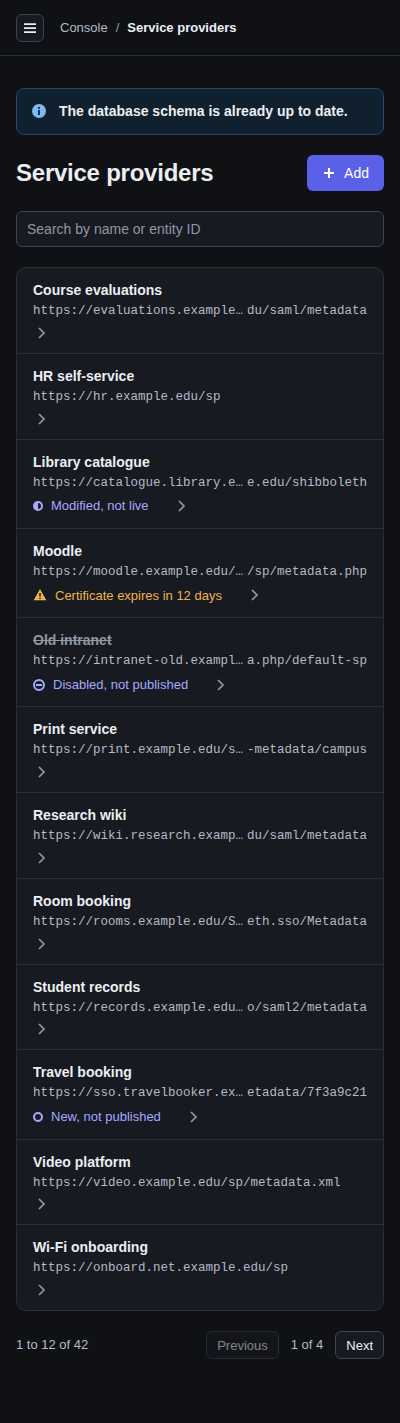 Console / Service providers
The database schema is already up to date.
Service providers
Add
Search by name or entity ID
Course evaluations
https://evaluations.example… du/saml/metadata
HR self-service
https://hr.example.edu/sp
Library catalogue
https://catalogue.library.e… e.edu/shibboleth
Modified, not live
Moodle
https://moodle.example.edu/… /sp/metadata.php
Certificate expires in 12 days
Old intranet
https://intranet-old.exampl… a.php/default-sp
Disabled, not published
Print service
https://print.example.edu/s… -metadata/campus
Research wiki
https://wiki.research.examp… du/saml/metadata
Room booking
https://rooms.example.edu/S… eth.sso/Metadata
Student records
https://records.example.edu… o/saml2/metadata
Travel booking
https://sso.travelbooker.ex… etadata/7f3a9c21
New, not published
Video platform
https://video.example.edu/sp/metadata.xml
Wi-Fi onboarding
https://onboard.net.example.edu/sp
1 to 12 of 42 Previous 1 of 4 Next